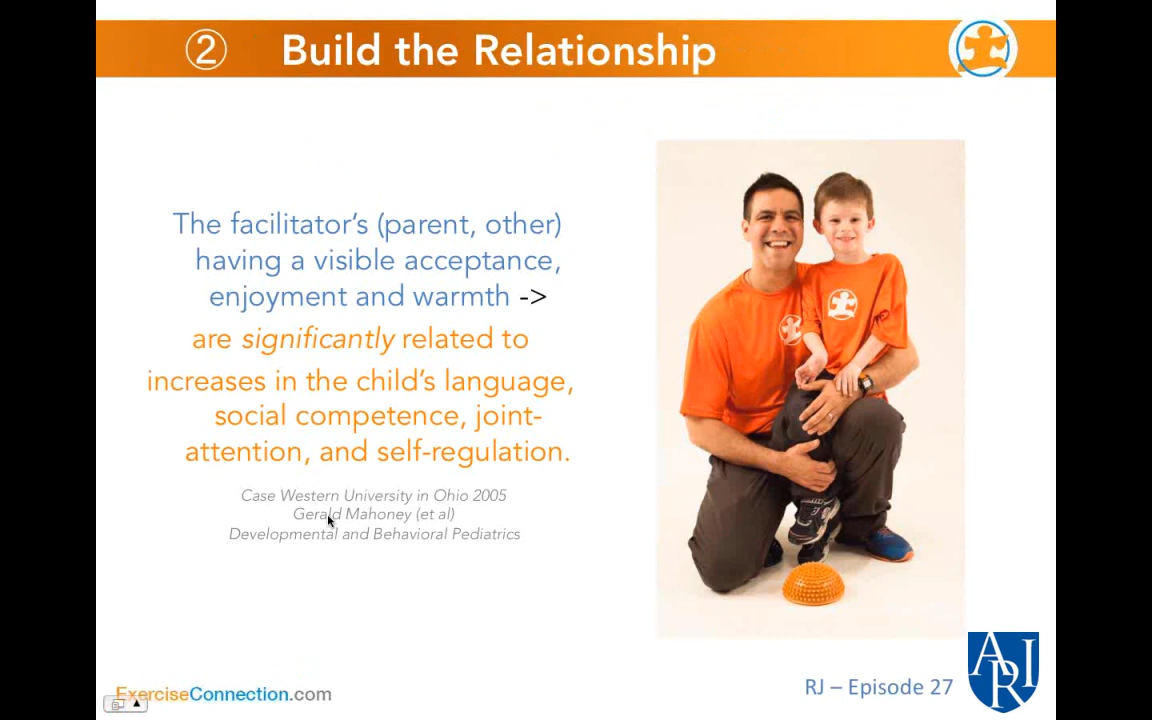 ② Build the Relationship
The facilitator’s (parent, other)
having a visible acceptance,
enjoyment and warmth ->
are significantly related to
increases in the child’s language,
social competence, joint-
attention, and self-regulation.
Case Western University in Ohio 2005
Gerald Mahoney (et al)
Developmental and Behavioral Pediatrics
ExerciseConnection.com
RJ – Episode 27
ARI